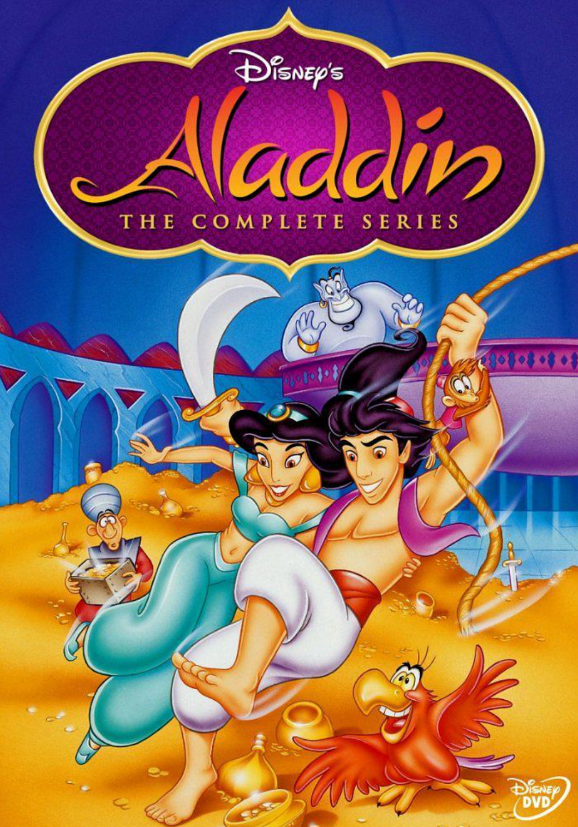 Disney's
Aladdin
THE COMPLETE SERIES
Disney
DVD